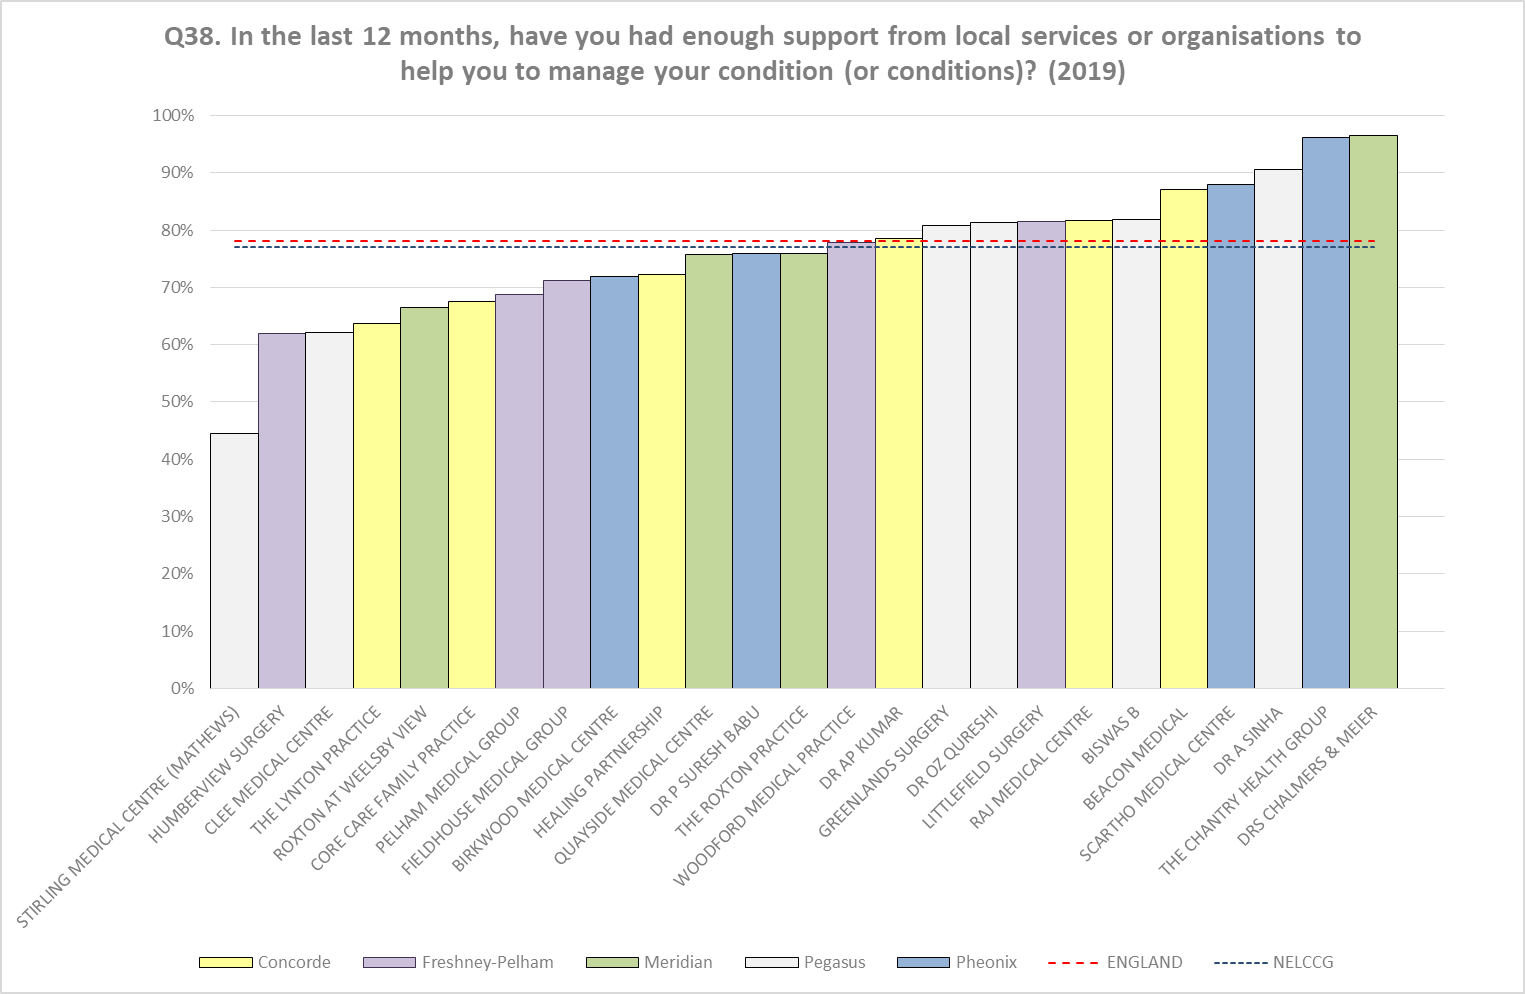 Q38. In the last 12 months, have you had enough support from local services or organisations to
help you to manage your condition (or conditions)? (2019)
100%
90%
80%
70%
60%
50%
40%
30%
20%
10%
0%
STIRLING MEDICAL CENTRE (MATHEWS)
HUMBERVIEW SURGERY
CLEE MEDICAL CENTRE
THE LYNTON PRACTICE
ROXTON AT WEELSBY VIEW
CORE CARE FAMILY PRACTICE
PELHAM MEDICAL GROUP
FIELDHOUSE MEDICAL GROUP
BIRKWOOD MEDICAL CENTRE
HEALING PARTNERSHIP
QUAYSIDE MEDICAL CENTRE
DR P SURESH BABU
THE ROXTON PRACTICE
WOODFORD MEDICAL PRACTICE
DR AP KUMAR
GREENLANDS SURGERY
DR OZ QURESHI
LITTLEFIELD SURGERY
RAJ MEDICAL CENTRE
BISWAS B
BEACON MEDICAL
SCARTHO MEDICAL CENTRE
DR A SINHA
THE CHANTRY HEALTH GROUP
DRS CHALMERS & MEIER
Concorde Freshney-Pelham Meridian Pegasus Pheonix ENGLAND NELCCG